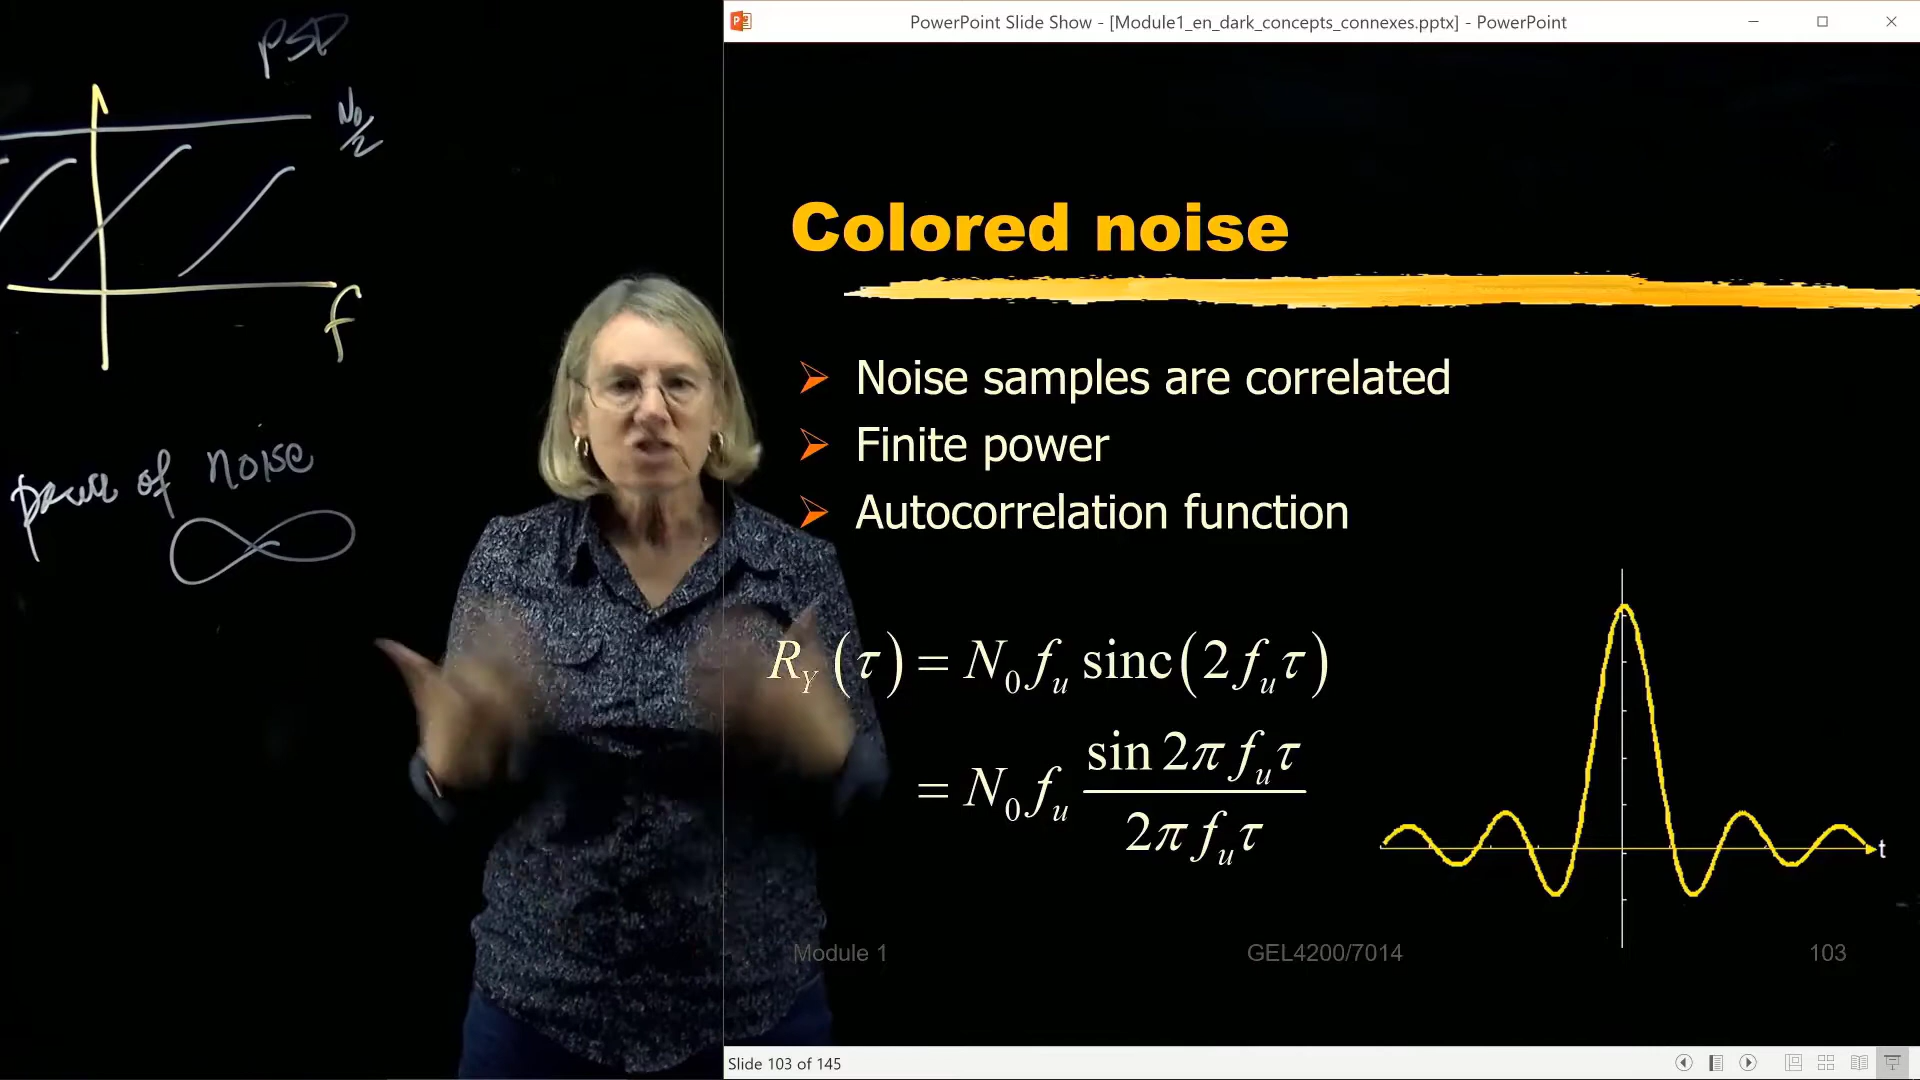 PSD
N0/2
f
power of noise
∞
PowerPoint Slide Show - [Module1_en_dark_concepts_connexes.pptx] - PowerPoint
Colored noise
Noise samples are correlated
Finite power
Autocorrelation function
R_Y(τ) = N_0 f_u sinc(2 f_u τ)
= N_0 f_u (sin 2π f_u τ) / (2π f_u τ)
t
Module 1 GEL4200/7014 103
Slide 103 of 145